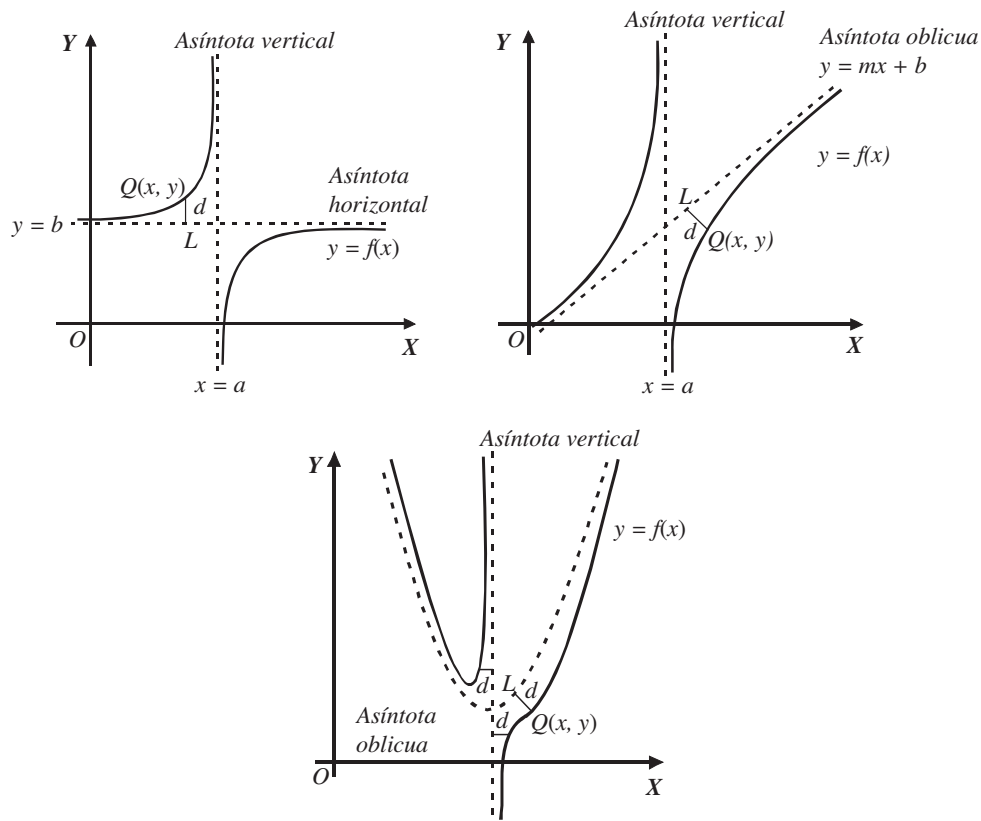 Asíntota vertical
Y
Asíntota
horizontal
Q(x, y)
d
y = b
L
y = f(x)
O
X
x = a
Asíntota vertical
Y
Asíntota oblicua
y = mx + b
y = f(x)
L
d
Q(x, y)
O
X
x = a
Asíntota vertical
Y
y = f(x)
d
L
d
d
Q(x, y)
Asíntota
oblicua
O
X